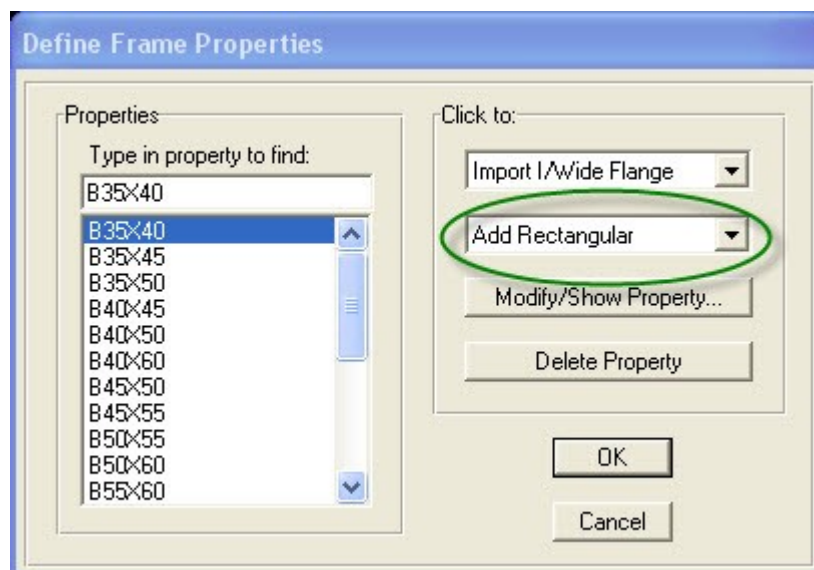 Define Frame Properties
Properties
Type in property to find:
B35X40
B35X40
B35X45
B35X50
B40X45
B40X50
B40X60
B45X50
B45X55
B50X55
B50X60
B55X60
Click to:
Import I/Wide Flange
Add Rectangular
Modify/Show Property...
Delete Property
OK
Cancel